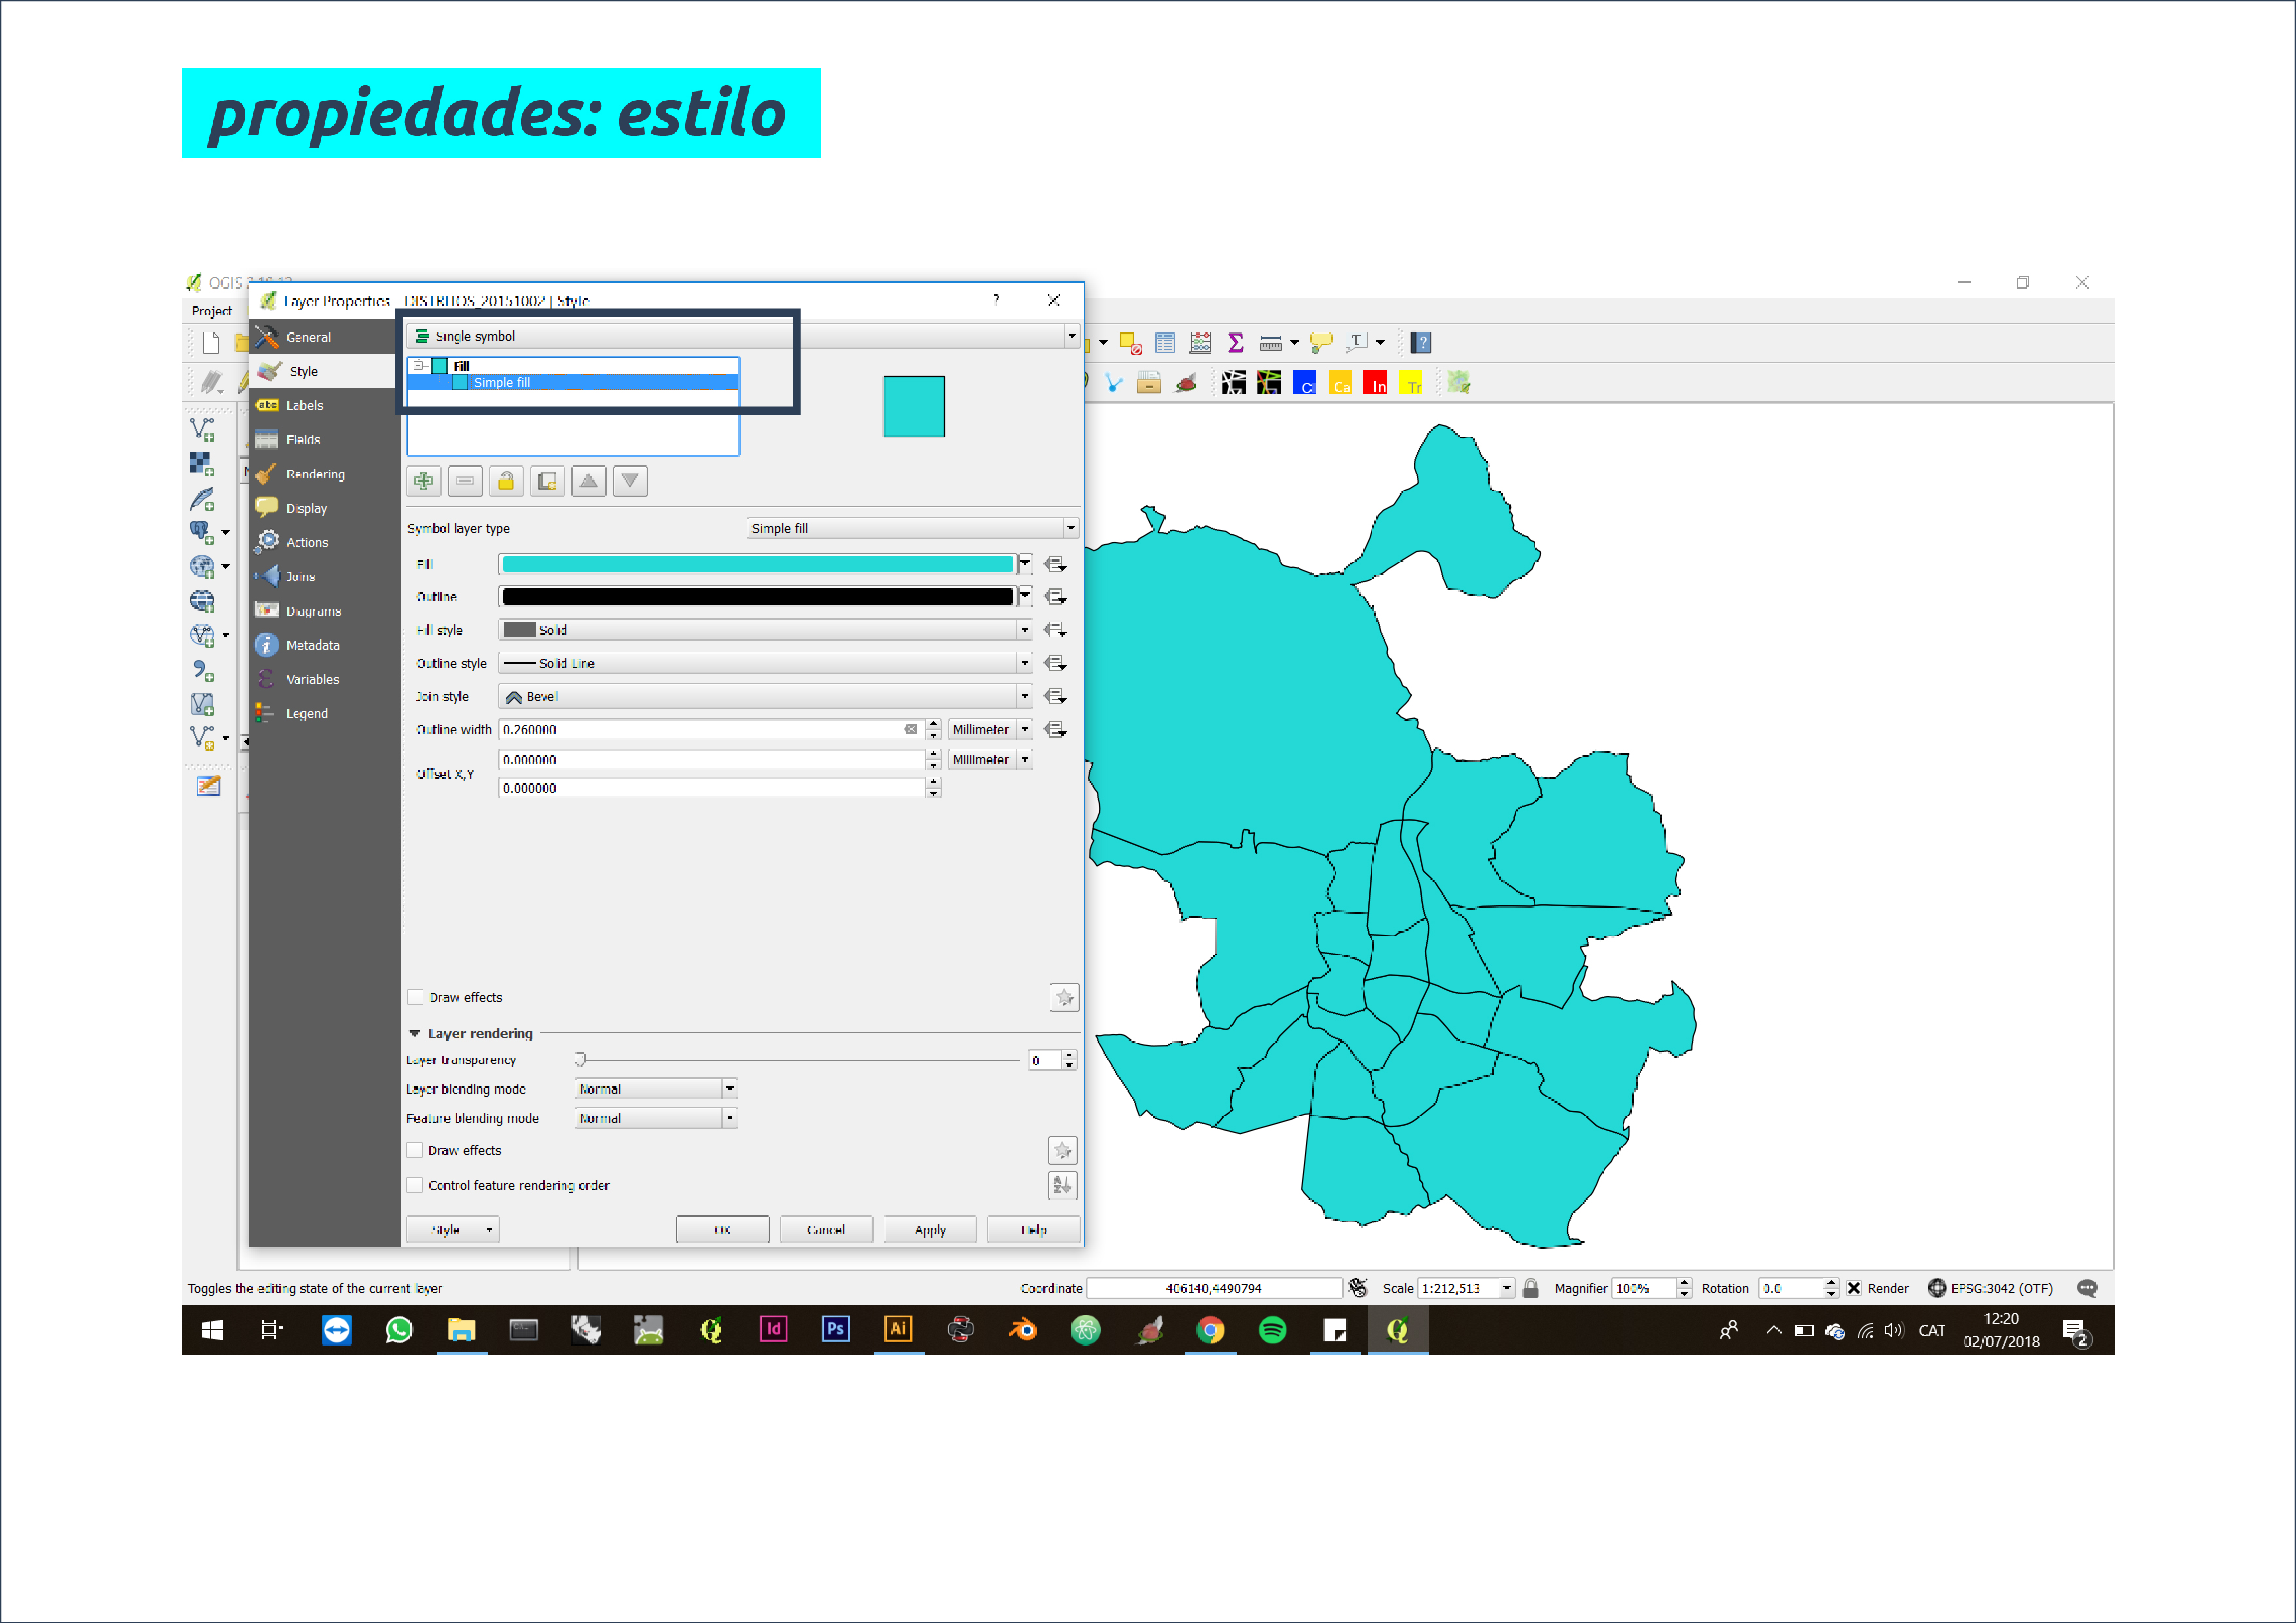 propiedades: estilo
QGIS
Layer Properties - DISTRITOS_20151002 | Style
?
Project
General
Style
Labels
Fields
Rendering
Display
Actions
Joins
Diagrams
Metadata
Variables
Legend
abc
Single symbol
Fill
Simple fill
Symbol layer type
Simple fill
Fill
Outline
Fill style
Solid
Outline style
Solid Line
Join style
Bevel
Outline width
0.260000
Millimeter
0.000000
Millimeter
Offset X,Y
0.000000
Draw effects
Layer rendering
Layer transparency
0
Layer blending mode
Normal
Feature blending mode
Normal
Draw effects
Control feature rendering order
Style
OK
Cancel
Apply
Help
T
?
Cl
Ca
In
Tr
Toggles the editing state of the current layer
Coordinate
406140,4490794
Scale
1:212,513
Magnifier
100%
Rotation
0.0
Render
EPSG:3042 (OTF)
Id
Ps
Ai
CAT
12:20
02/07/2018
2